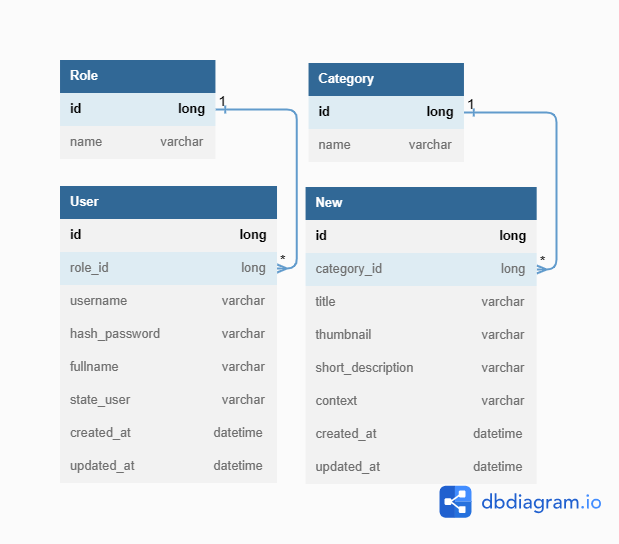 Role
id long
name varchar
1
Category
id long
name varchar
1
User
id long
role_id long
*
username varchar
hash_password varchar
fullname varchar
state_user varchar
created_at datetime
updated_at datetime
New
id long
category_id long
*
title varchar
thumbnail varchar
short_description varchar
context varchar
created_at datetime
updated_at datetime
dbdiagram.io